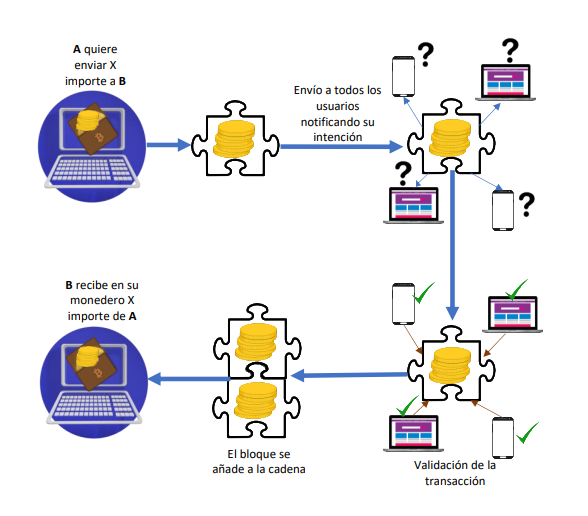 A quiere
enviar X
importe a B
Envío a todos los
usuarios
notificando su
intención
?
?
?
?
B recibe en su
monedero X
importe de A
El bloque se
añade a la cadena
Validación de la
transacción